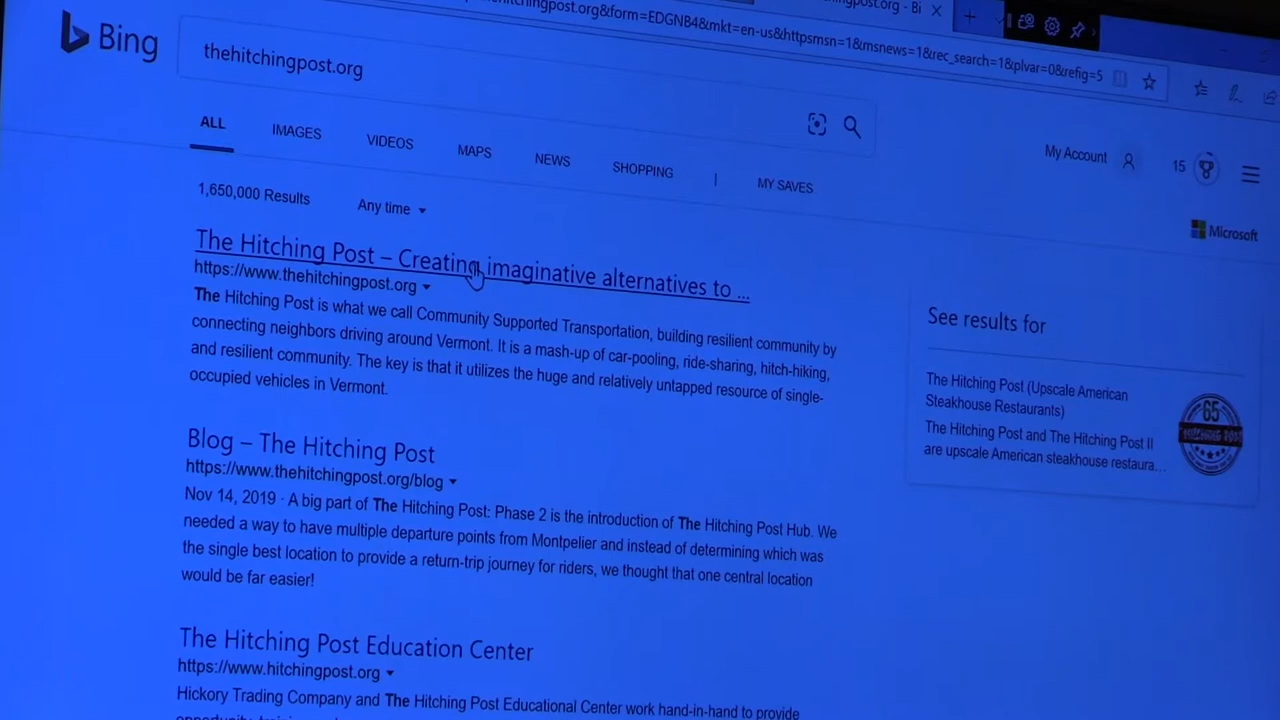 hitchingpost.org - Bi
hitchingpost.org&form=EDGNB4&mkt=en-us&httpsmsn=1&msnews=1&rec_search=1&plvar=0&refig=5
Bing
thehitchingpost.org
ALL IMAGES VIDEOS MAPS NEWS SHOPPING | MY SAVES
My Account 15
1,650,000 Results Any time
Microsoft
The Hitching Post – Creating imaginative alternatives to ...
https://www.thehitchingpost.org
The Hitching Post is what we call Community Supported Transportation, building resilient community by
connecting neighbors driving around Vermont. It is a mash-up of car-pooling, ride-sharing, hitch-hiking,
and resilient community. The key is that it utilizes the huge and relatively untapped resource of single-
occupied vehicles in Vermont.
Blog – The Hitching Post
https://www.thehitchingpost.org/blog
Nov 14, 2019 · A big part of The Hitching Post: Phase 2 is the introduction of The Hitching Post Hub. We
needed a way to have multiple departure points from Montpelier and instead of determining which was
the single best location to provide a return-trip journey for riders, we thought that one central location
would be far easier!
The Hitching Post Education Center
https://www.hitchingpost.org
Hickory Trading Company and The Hitching Post Educational Center work hand-in-hand to provide
See results for
The Hitching Post (Upscale American
Steakhouse Restaurants)
The Hitching Post and The Hitching Post II
are upscale American steakhouse restaura...
65
HITCHING POST